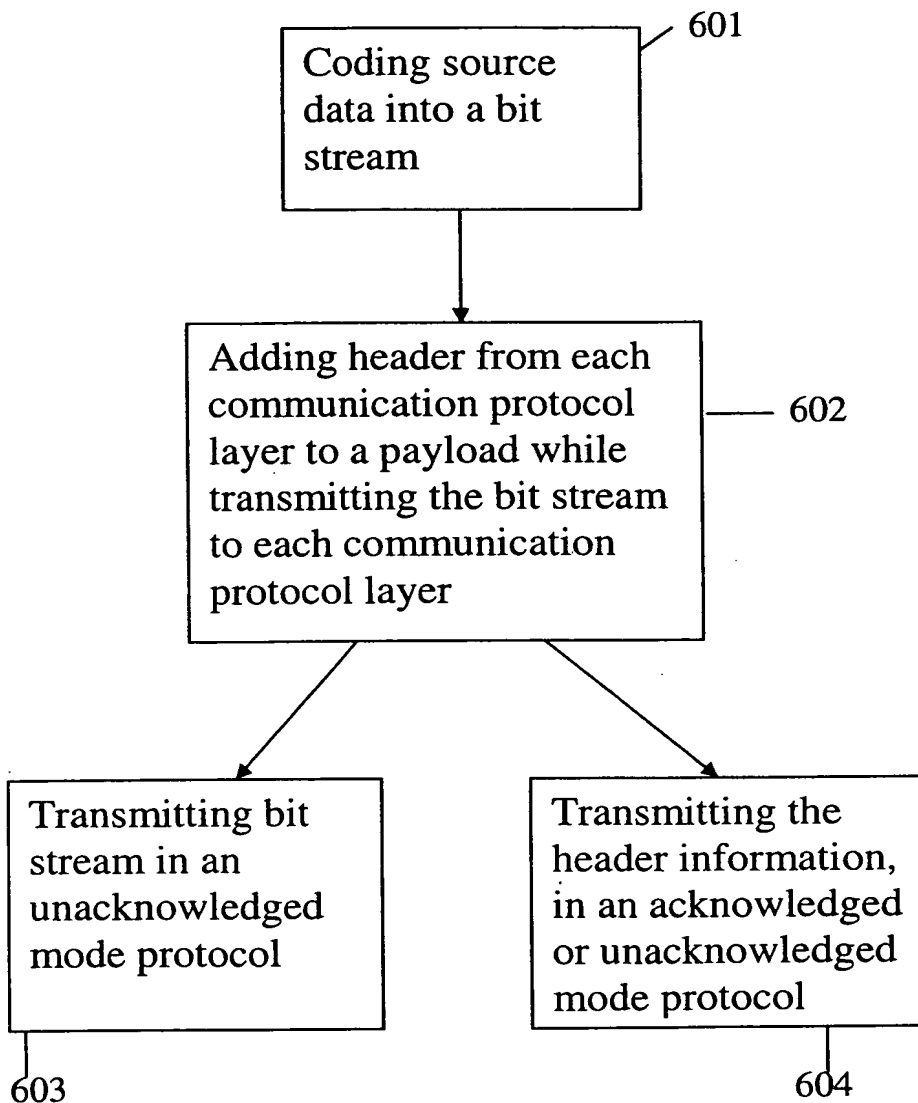 601
Coding source
data into a bit
stream
Adding header from each
communication protocol
layer to a payload while
transmitting the bit stream
to each communication
protocol layer
602
Transmitting bit
stream in an
unacknowledged
mode protocol
Transmitting the
header information,
in an acknowledged
or unacknowledged
mode protocol
603
604